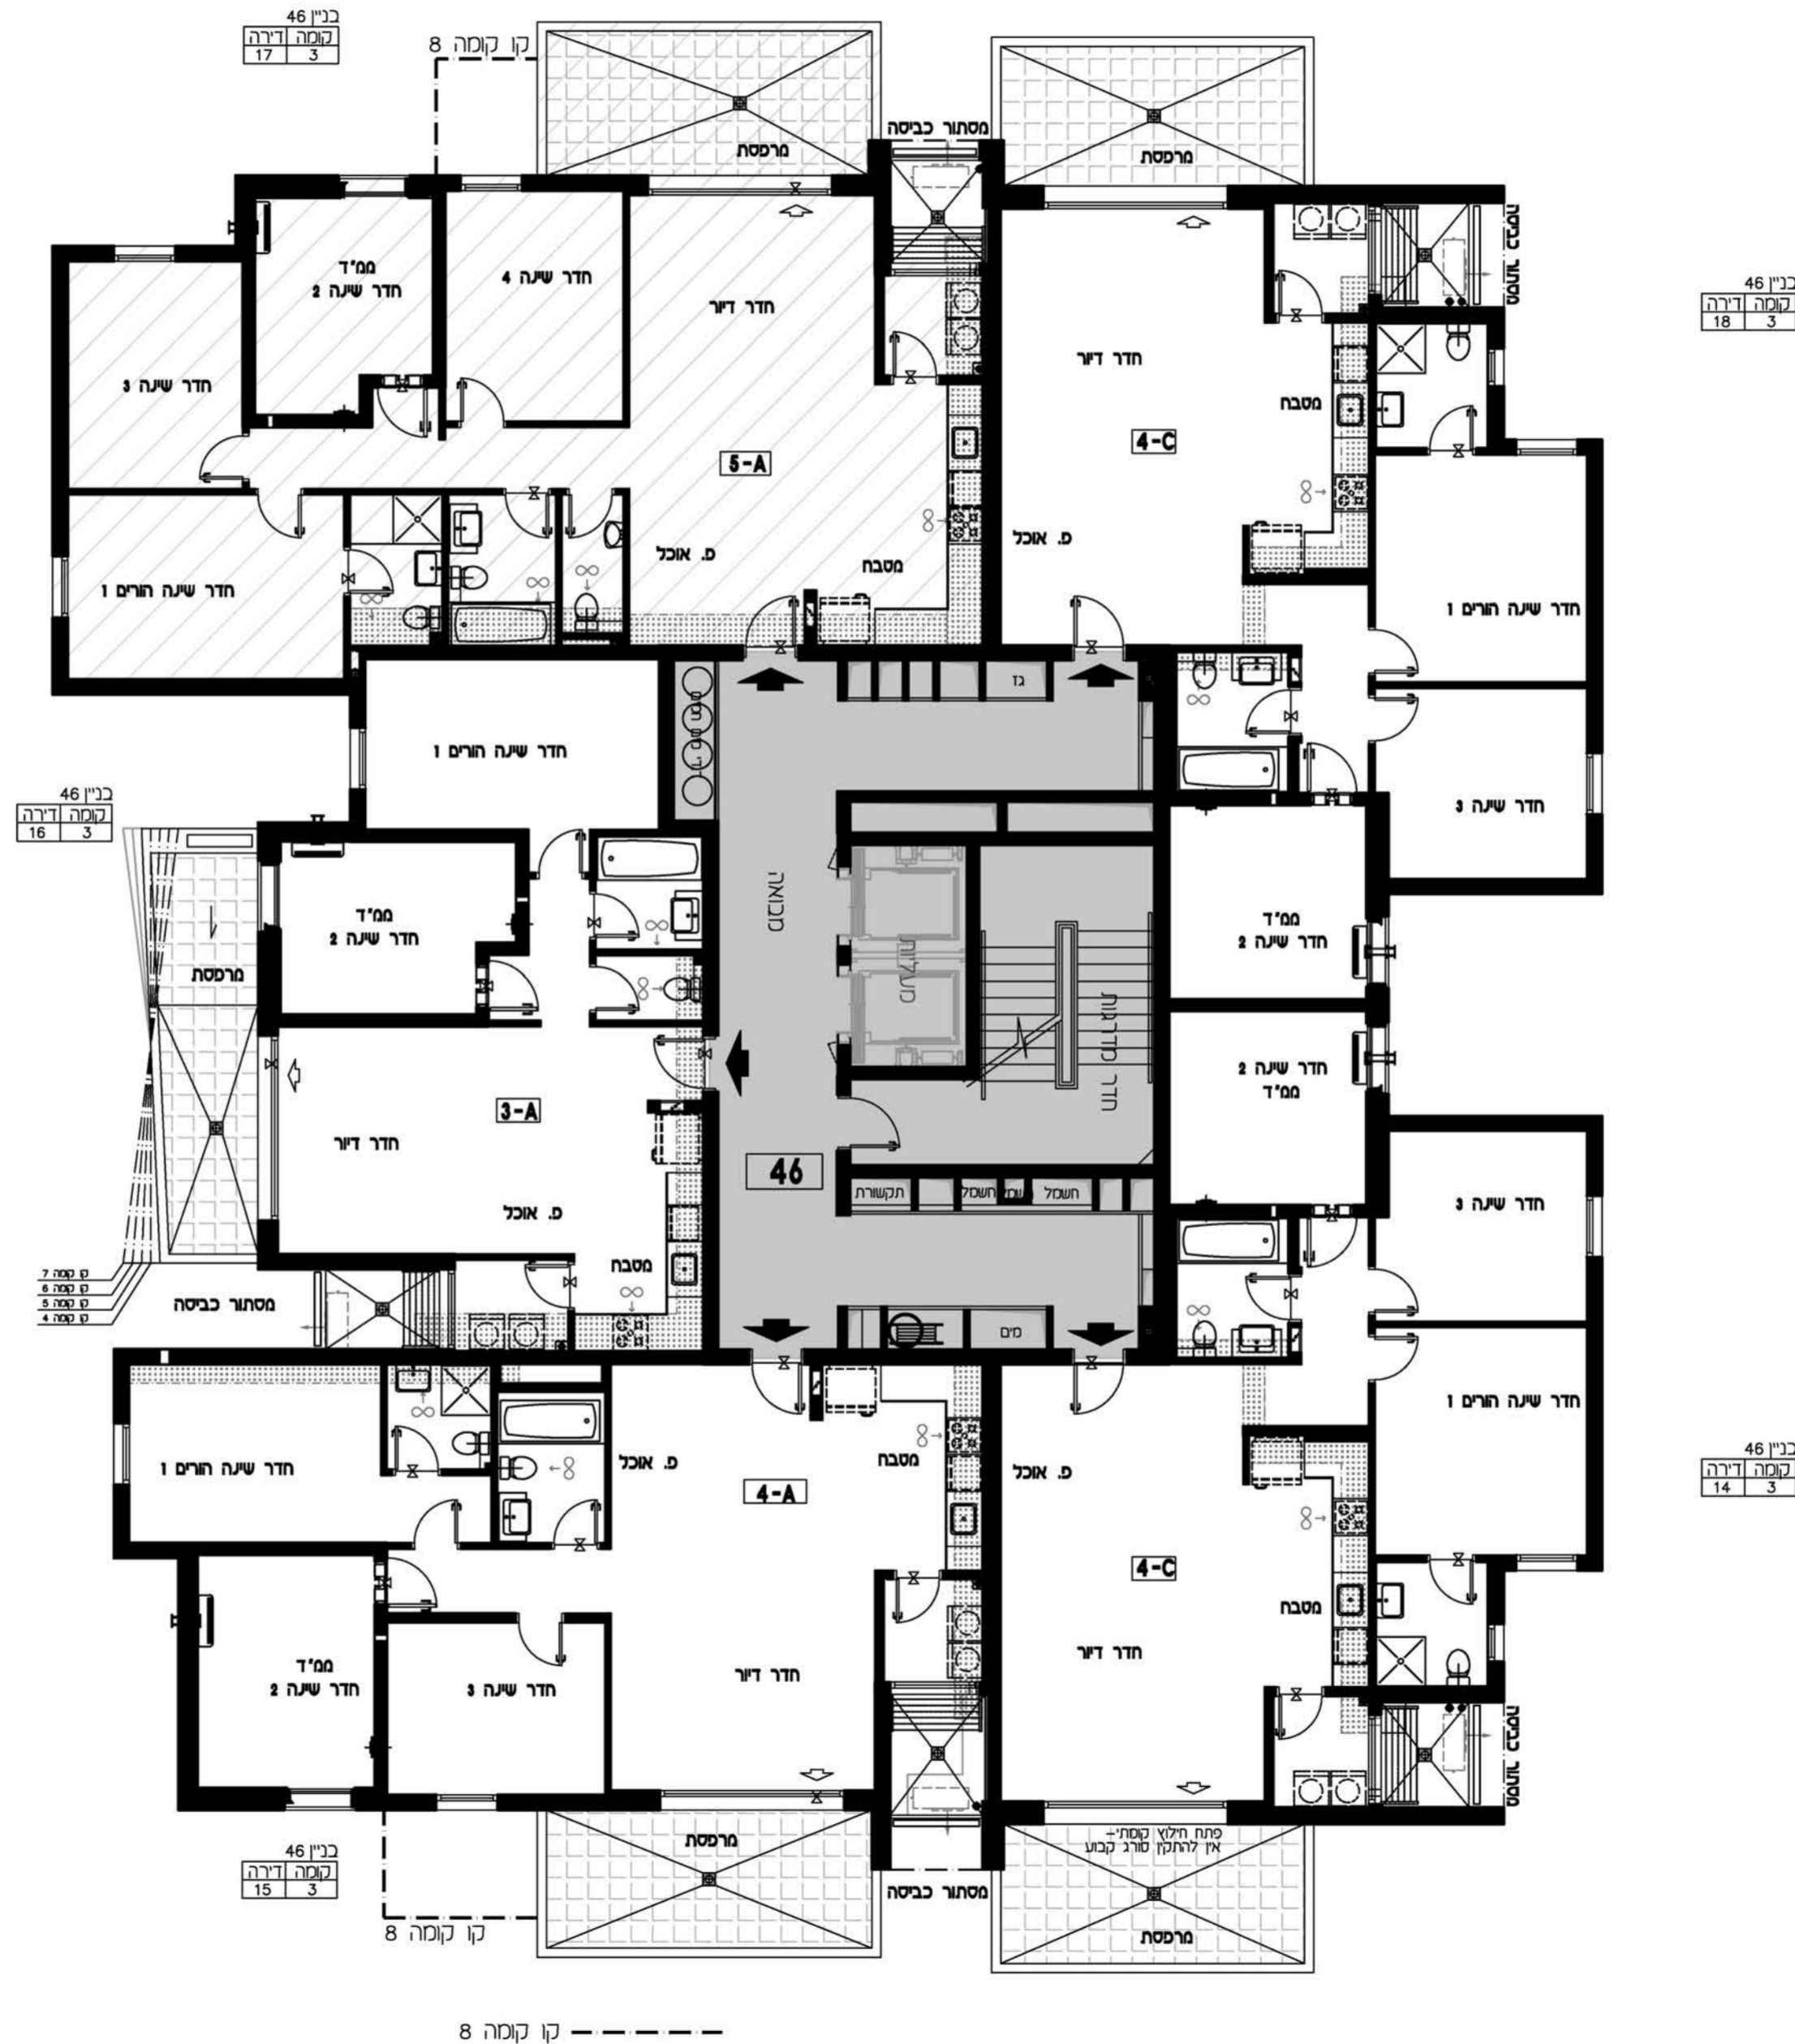 בניין 46
קומה דירה
3 17
קו קומה 8
מרפסת
מסתור כביסה
מרפסת
מסתור כביסה
בניין 46
קומה דירה
3 18
ממ"ד
חדר שינה 2
חדר שינה 4
חדר דיור
חדר שינה 3
5-A
חדר שינה הורים 1
פ. אוכל
מטבח
חדר דיור
מטבח
4-C
פ. אוכל
חדר שינה הורים 1
חדר שינה 3
ממ"ד
חדר שינה 2
גז
חדר שינה הורים 1
בניין 46
קומה דירה
3 16
ממ"ד
חדר שינה 2
מרפסת
מבואה
מעליות
חדר מדרגות
3-A
חדר דיור
פ. אוכל
מטבח
46
תקשורת
חשמל
חשמל
מים
קו קומה 7
קו קומה 6
קו קומה 5
קו קומה 4
מסתור כביסה
חדר שינה 2
ממ"ד
חדר שינה 3
חדר שינה הורים 1
בניין 46
קומה דירה
3 14
חדר שינה הורים 1
פ. אוכל
מטבח
4-A
ממ"ד
חדר שינה 2
חדר שינה 3
חדר דיור
פ. אוכל
4-C
מטבח
חדר דיור
מסתור כביסה
בניין 46
קומה דירה
3 15
קו קומה 8
מרפסת
מסתור כביסה
פתח חילוץ קומתי-
אין להתקין סורג קבוע
מרפסת
קו קומה 8